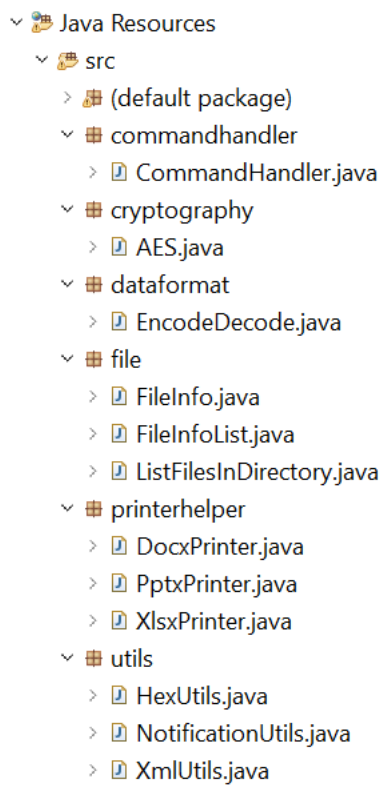 Java Resources
src
(default package)
commandhandler
CommandHandler.java
cryptography
AES.java
dataformat
EncodeDecode.java
file
FileInfo.java
FileInfoList.java
ListFilesInDirectory.java
printerhelper
DocxPrinter.java
PptxPrinter.java
XlsxPrinter.java
utils
HexUtils.java
NotificationUtils.java
XmlUtils.java